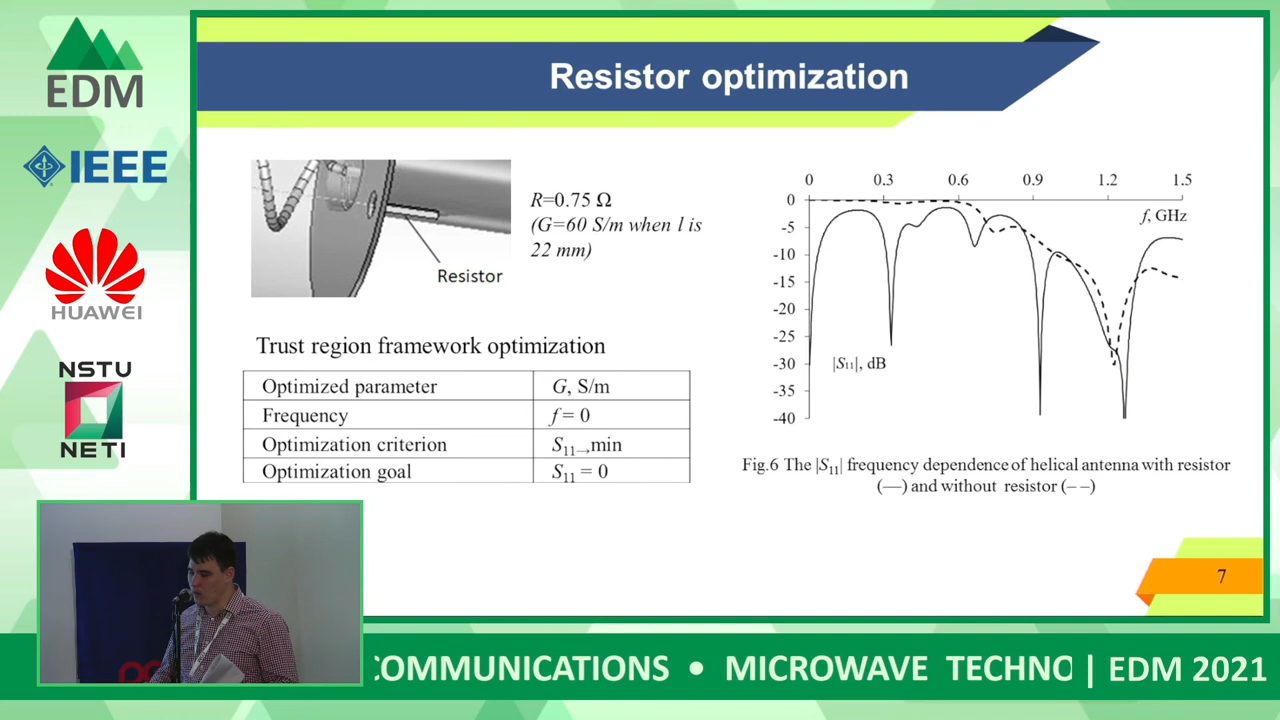 EDM
IEEE
HUAWEI
NSTU
NETI
Resistor optimization
R=0.75 Ω
(G=60 S/m when l is
22 mm)
Resistor
Trust region framework optimization
Optimized parameter G, S/m
Frequency f = 0
Optimization criterion S₁₁→min
Optimization goal S₁₁ = 0
0 0.3 0.6 0.9 1.2 1.5
f, GHz
0
-5
-10
-15
-20
-25
-30
-35
-40
|S₁₁|, dB
Fig.6 The |S₁₁| frequency dependence of helical antenna with resistor
(—) and without resistor (– –)
7
COMMUNICATIONS • MICROWAVE TECHNO | EDM 2021